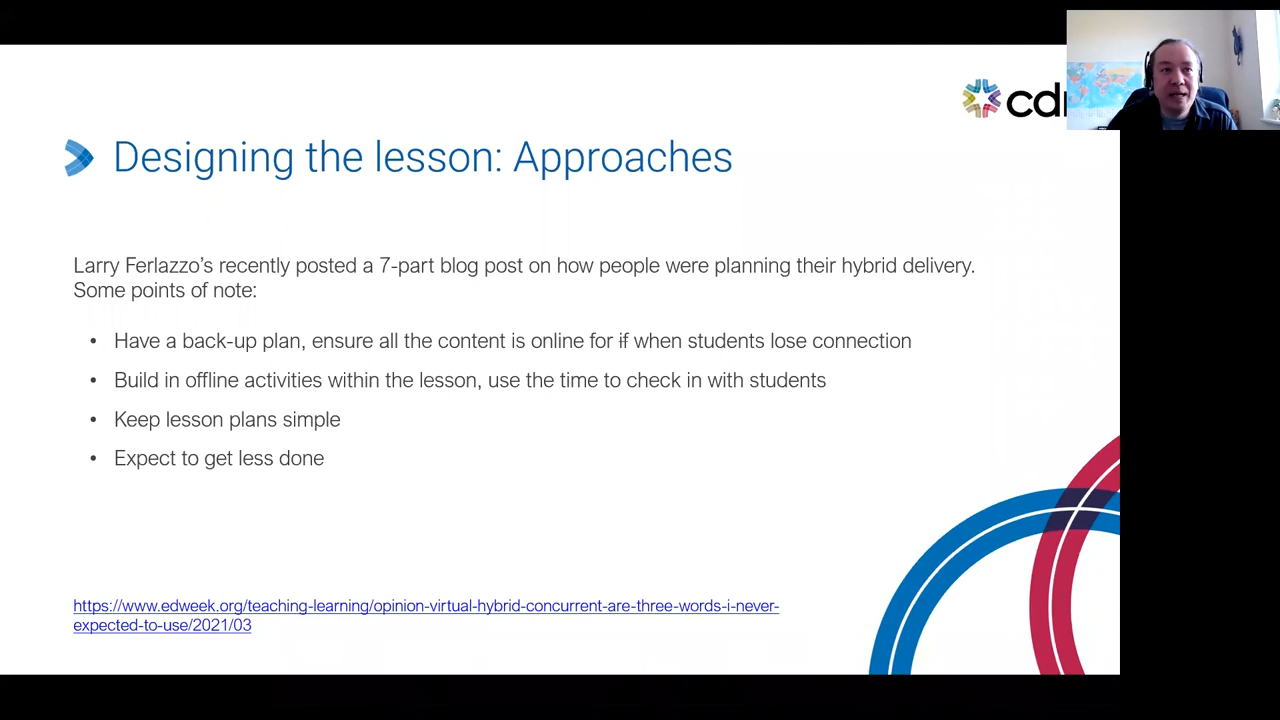 Designing the lesson: Approaches
Larry Ferlazzo’s recently posted a 7-part blog post on how people were planning their hybrid delivery.
Some points of note:
• Have a back-up plan, ensure all the content is online for if when students lose connection
• Build in offline activities within the lesson, use the time to check in with students
• Keep lesson plans simple
• Expect to get less done
https://www.edweek.org/teaching-learning/opinion-virtual-hybrid-concurrent-are-three-words-i-never-
expected-to-use/2021/03